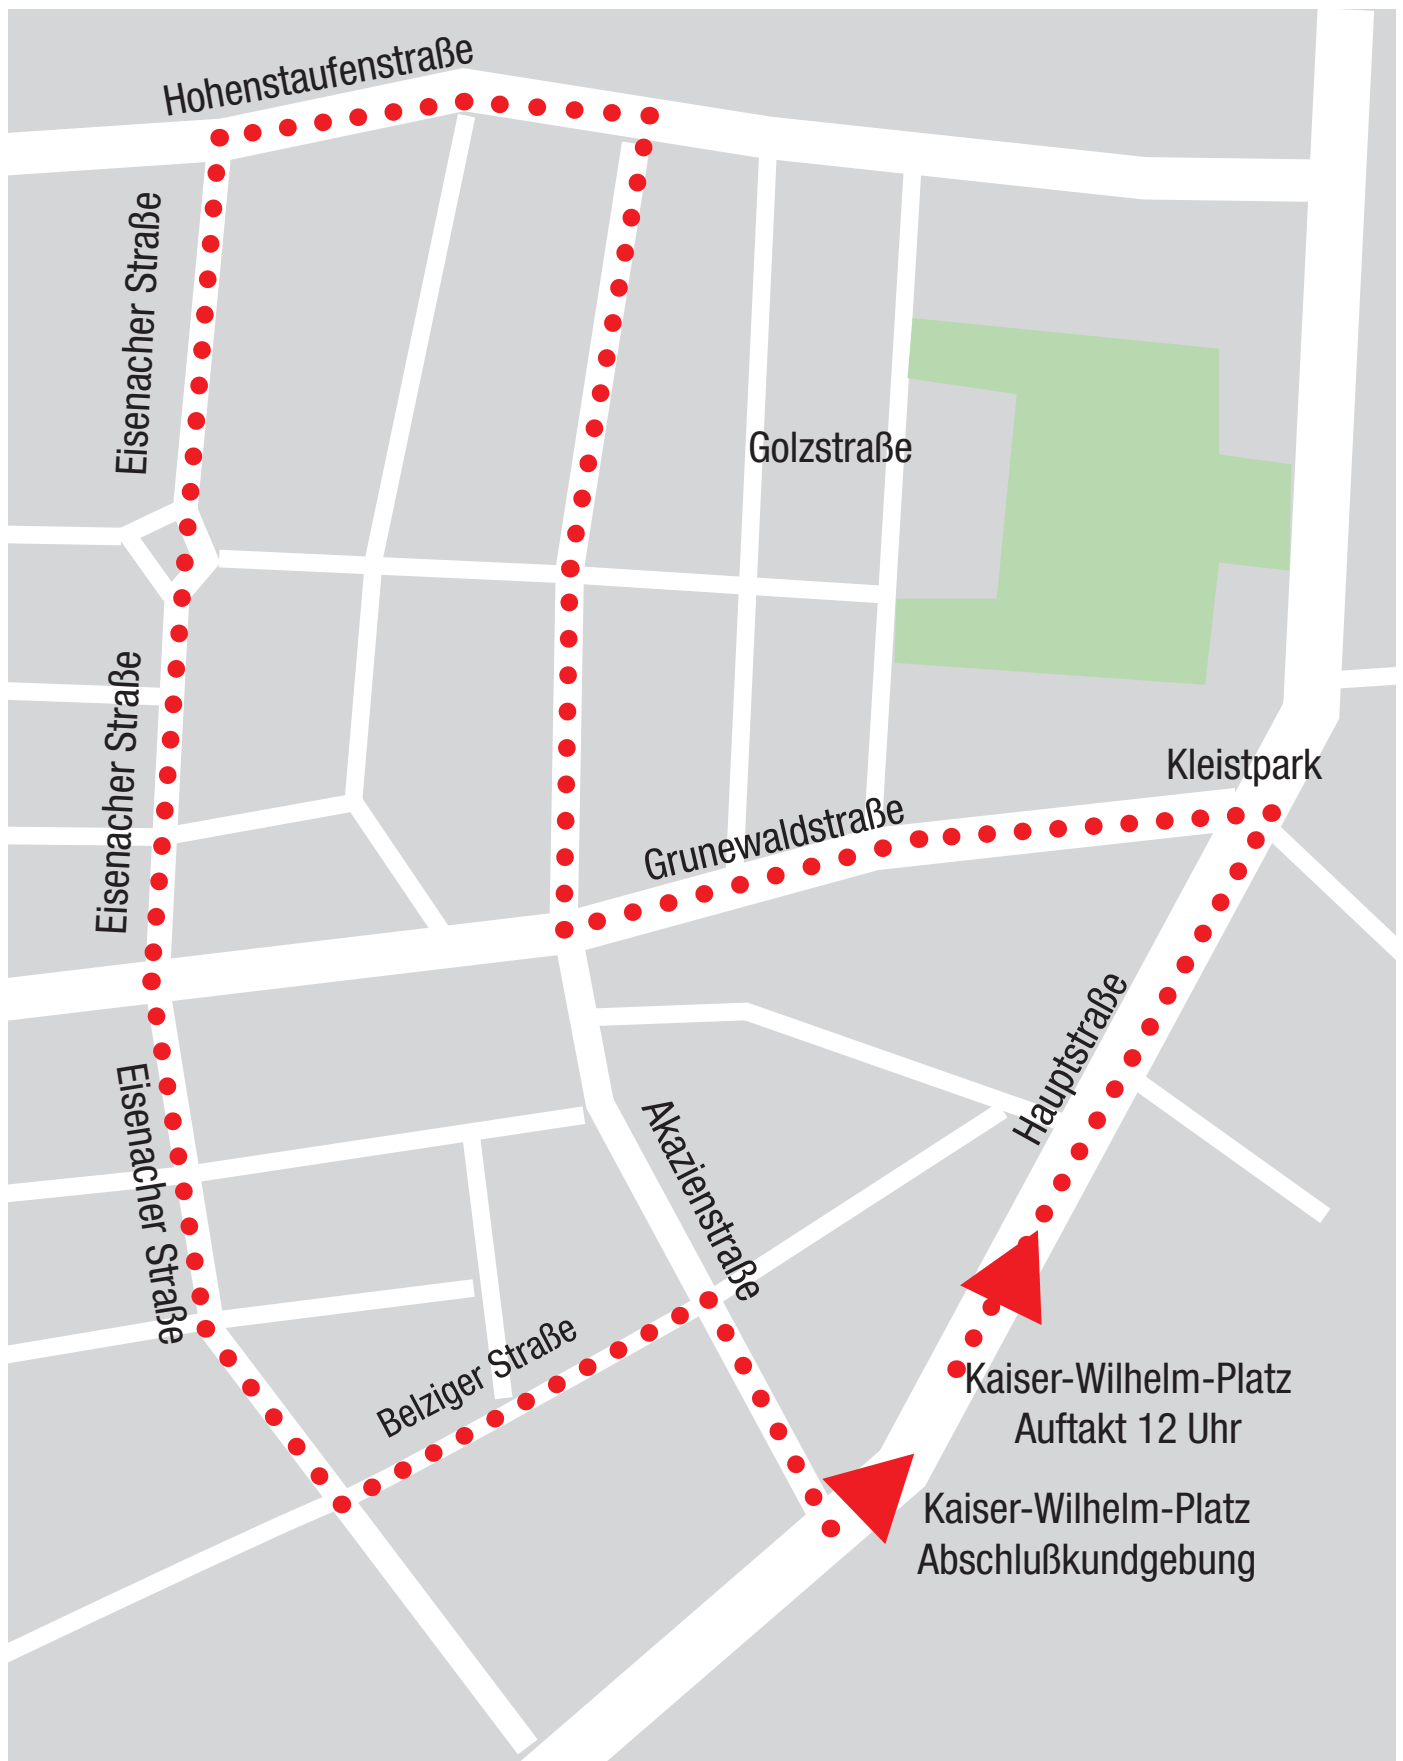 Hohenstaufenstraße
Eisenacher Straße
Golzstraße
Eisenacher Straße
Kleistpark
Grunewaldstraße
Hauptstraße
Eisenacher Straße
Akazienstraße
Belziger Straße
Kaiser-Wilhelm-Platz
Auftakt 12 Uhr
Kaiser-Wilhelm-Platz
Abschlußkundgebung